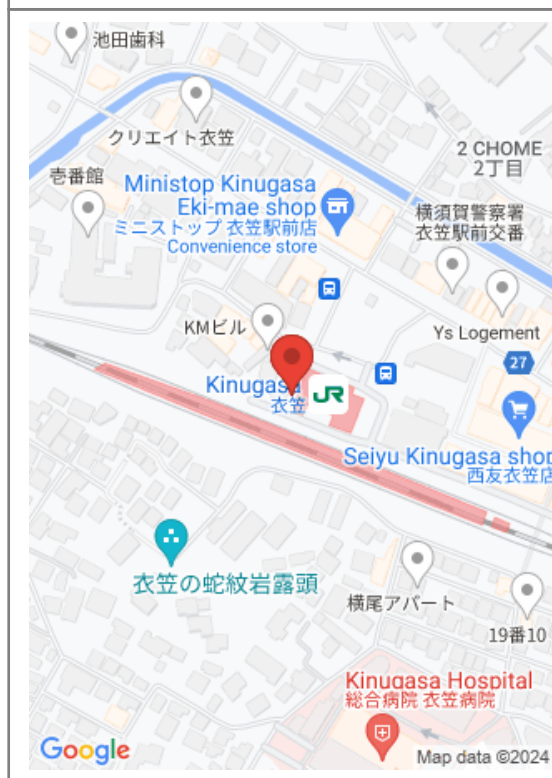 池田歯科
クリエイト衣笠
2 CHOME
2丁目
壱番館
Ministop Kinugasa
Eki-mae shop
ミニストップ 衣笠駅前店
Convenience store
横須賀警察署
衣笠駅前交番
KMビル
Ys Logement
27
Kinugasa
衣笠
JR
Seiyu Kinugasa shop
西友衣笠店
衣笠の蛇紋岩露頭
横尾アパート
19番10
Kinugasa Hospital
総合病院 衣笠病院
Google
Map data ©2024